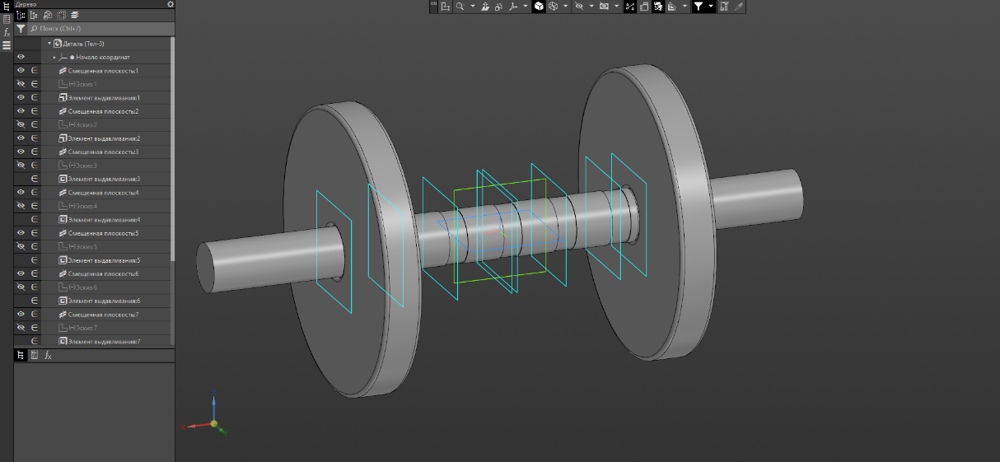 Дерево
Поиск (Ctrl+/)
Деталь (Тел-3)
Начало координат
Смещенная плоскость:1
(-)Эскиз:1
Элемент выдавливания:1
Смещенная плоскость:2
(-)Эскиз:2
Элемент выдавливания:2
Смещенная плоскость:3
(-)Эскиз:3
Элемент выдавливания:3
Смещенная плоскость:4
(-)Эскиз:4
Элемент выдавливания:4
Смещенная плоскость:5
(-)Эскиз:5
Элемент выдавливания:5
Смещенная плоскость:6
(-)Эскиз:6
Элемент выдавливания:6
Смещенная плоскость:7
(-)Эскиз:7
Элемент выдавливания:7